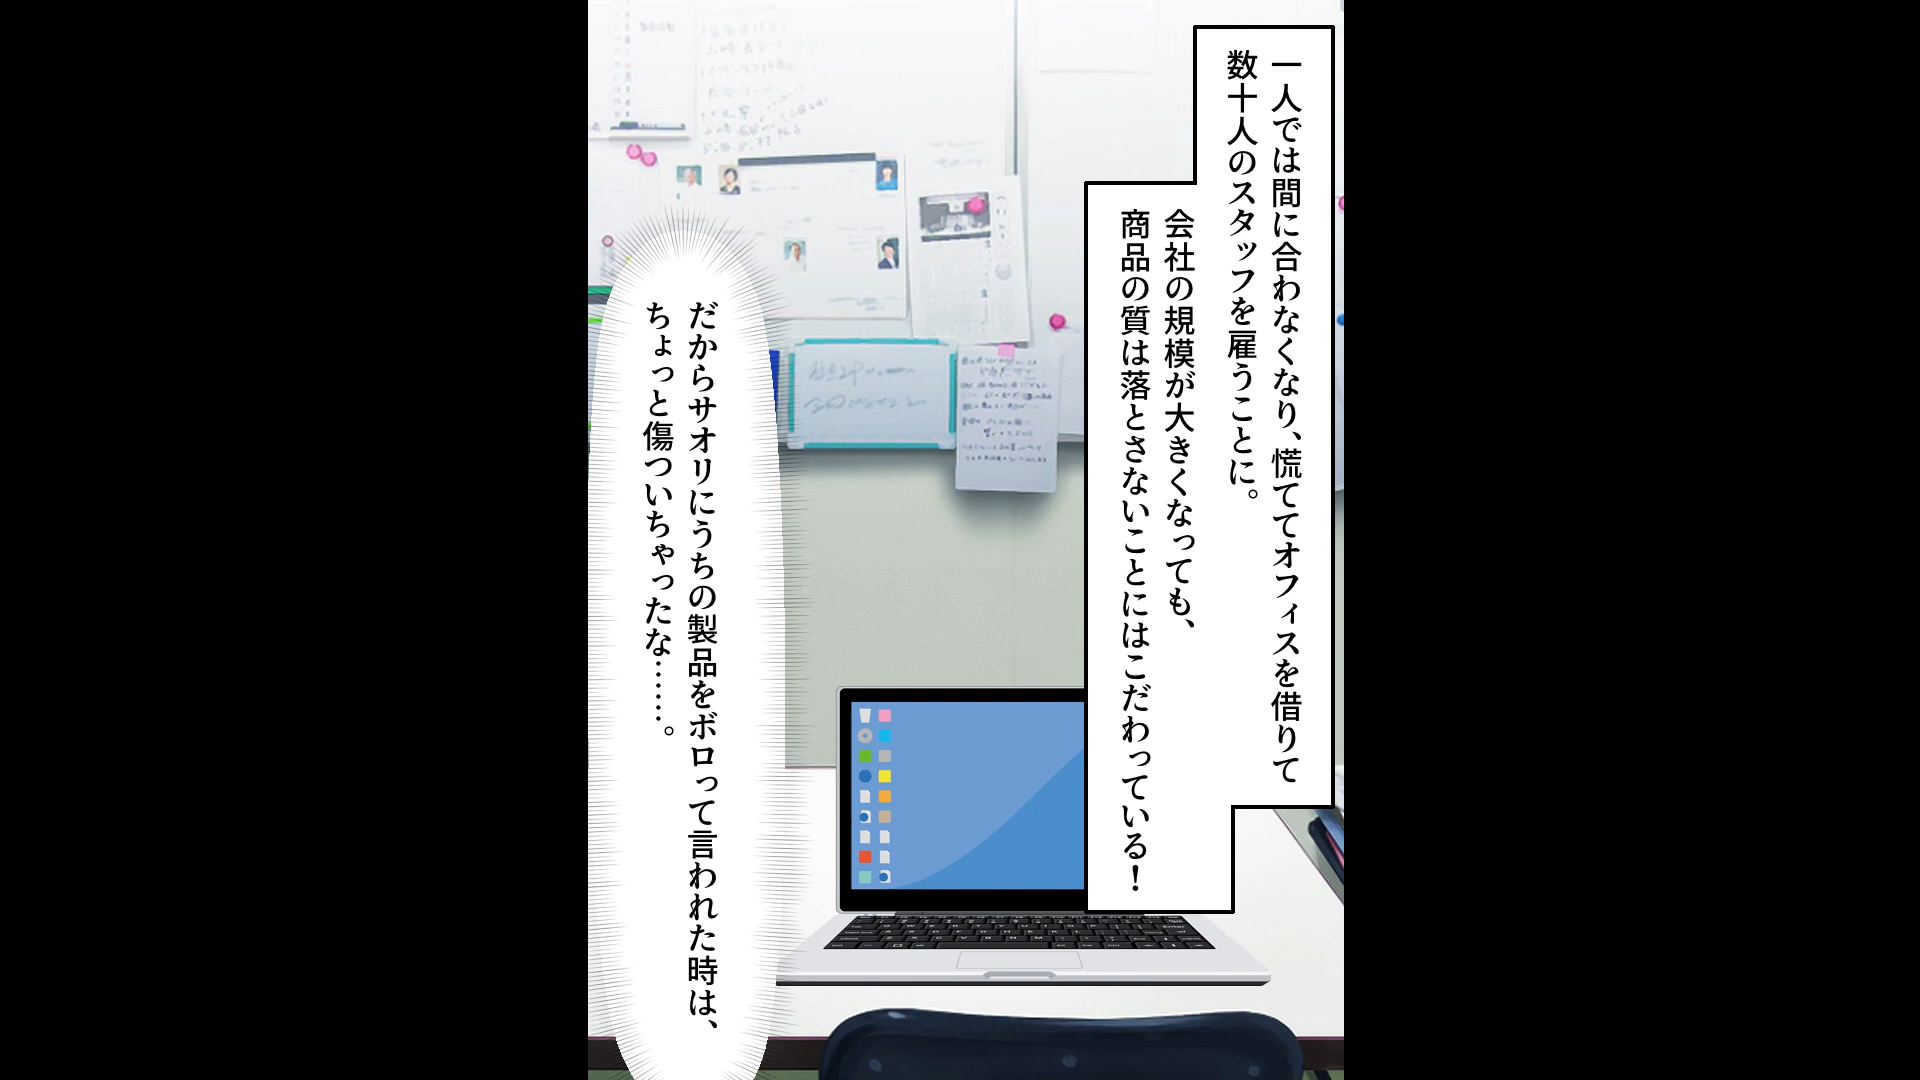 一人では間に合わなくなり、慌ててオフィスを借りて
数十人のスタッフを雇うことに。
会社の規模が大きくなっても、
商品の質は落とさないことにはこだわっている！
だからサオリにうちの製品をボロって言われた時は、
ちょっと傷ついちゃったな……。